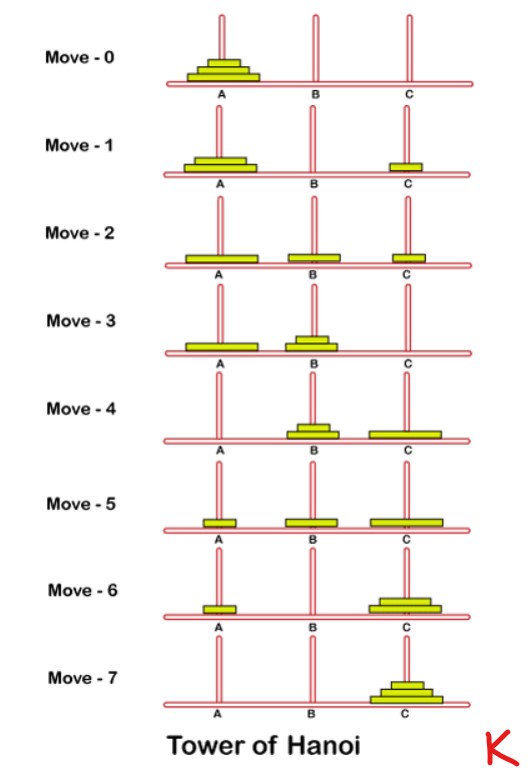 Move - 0
A B C
Move - 1
A B C
Move - 2
A B C
Move - 3
A B C
Move - 4
A B C
Move - 5
A B C
Move - 6
A B C
Move - 7
A B C
Tower of Hanoi
K